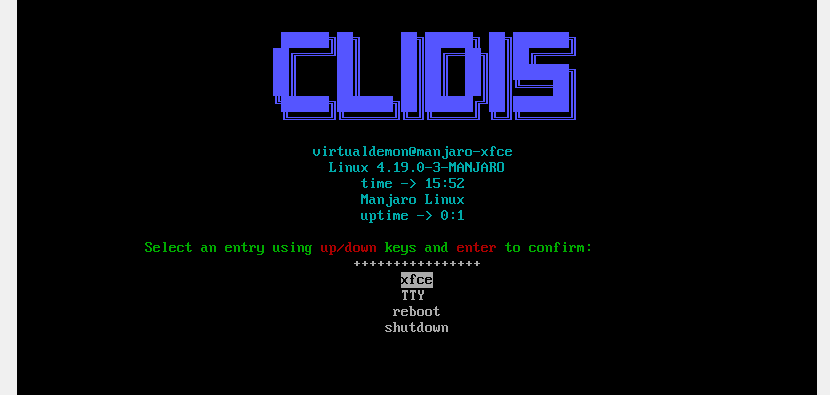 CLIDIS
virtualdemon@manjaro-xfce
Linux 4.19.0-3-MANJARO
time -> 15:52
Manjaro Linux
uptime -> 0:1
Select an entry using up/down keys and enter to confirm:
++++++++++++++++
xfce
TTY
reboot
shutdown